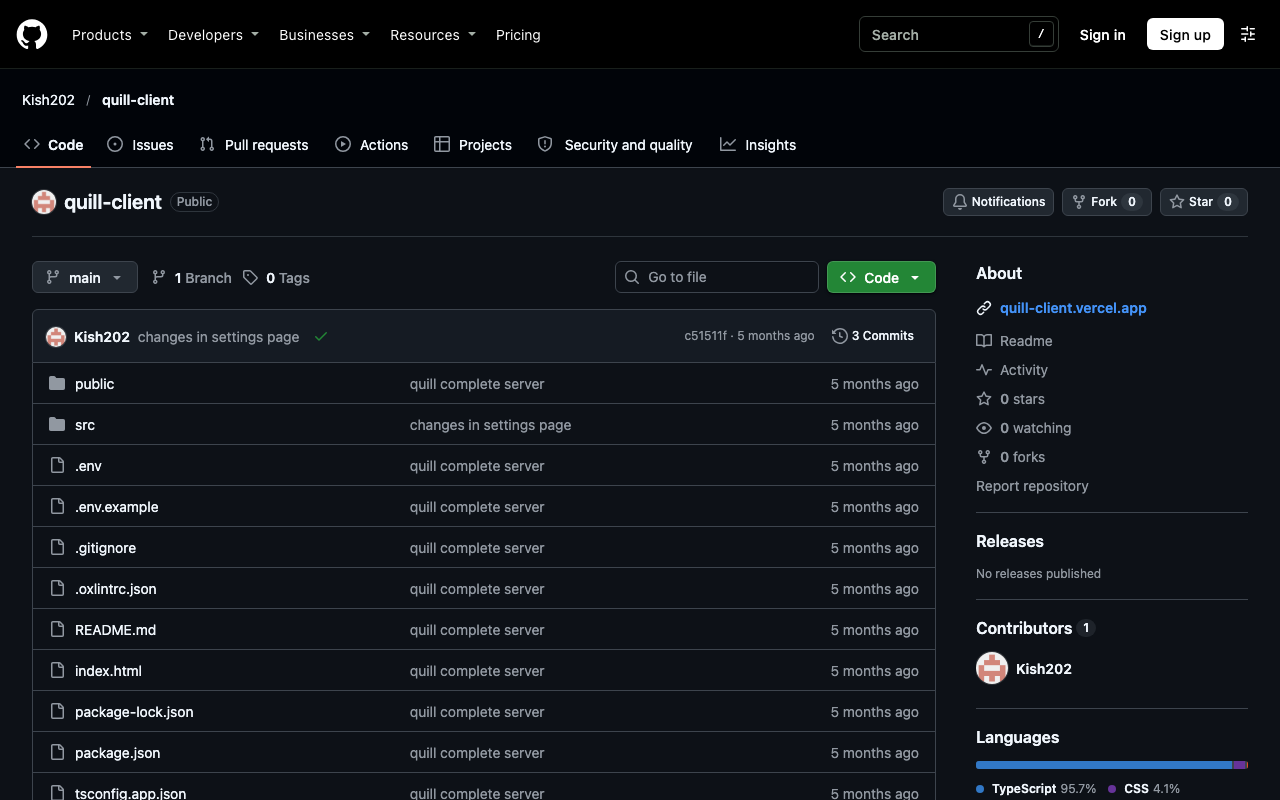 Products Developers Businesses Resources Pricing Search / Sign in Sign up
Kish202 / quill-client
Code Issues Pull requests Actions Projects Security and quality Insights
quill-client Public Notifications Fork 0 Star 0
main 1 Branch 0 Tags Go to file Code
Kish202 changes in settings page c51511f · 5 months ago 3 Commits
public quill complete server 5 months ago
src changes in settings page 5 months ago
.env quill complete server 5 months ago
.env.example quill complete server 5 months ago
.gitignore quill complete server 5 months ago
.oxlintrc.json quill complete server 5 months ago
README.md quill complete server 5 months ago
index.html quill complete server 5 months ago
package-lock.json quill complete server 5 months ago
package.json quill complete server 5 months ago
tsconfig.app.json quill complete server 5 months ago
About
quill-client.vercel.app
Readme
Activity
0 stars
0 watching
0 forks
Report repository
Releases
No releases published
Contributors 1
Kish202
Languages
TypeScript 95.7% CSS 4.1%